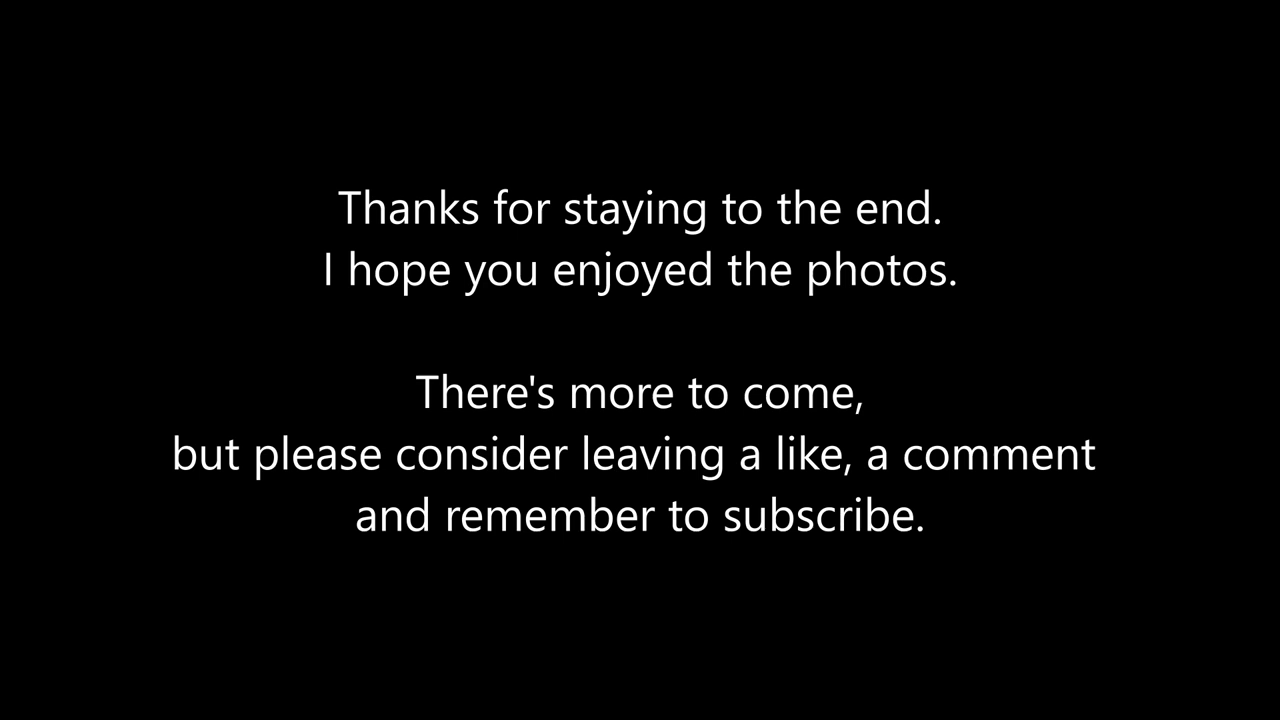 Thanks for staying to the end.
I hope you enjoyed the photos.
There's more to come,
but please consider leaving a like, a comment
and remember to subscribe.